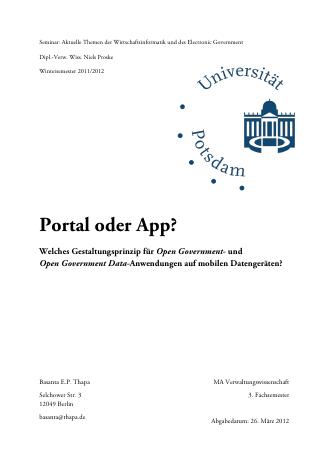 Seminar: Aktuelle Themen der Wirtschaftsinformatik und des Electronic Government
Dipl.-Verw. Wiss. Niels Proske
Wintersemester 2011/2012
Universität
Potsdam
Portal oder App?
Welches Gestaltungsprinzip für Open Government- und
Open Government Data-Anwendungen auf mobilen Datengeräten?
Basanta E.P. Thapa
Selchower Str. 3
12049 Berlin
basanta@thapa.de
MA Verwaltungswissenschaft
3. Fachsemester
Abgabedatum: 26. März 2012